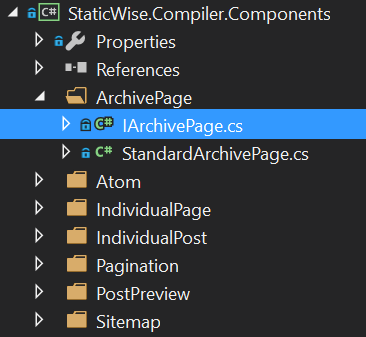 C# StaticWise.Compiler.Components
Properties
References
ArchivePage
C# IArchivePage.cs
C# StandardArchivePage.cs
Atom
IndividualPage
IndividualPost
Pagination
PostPreview
Sitemap